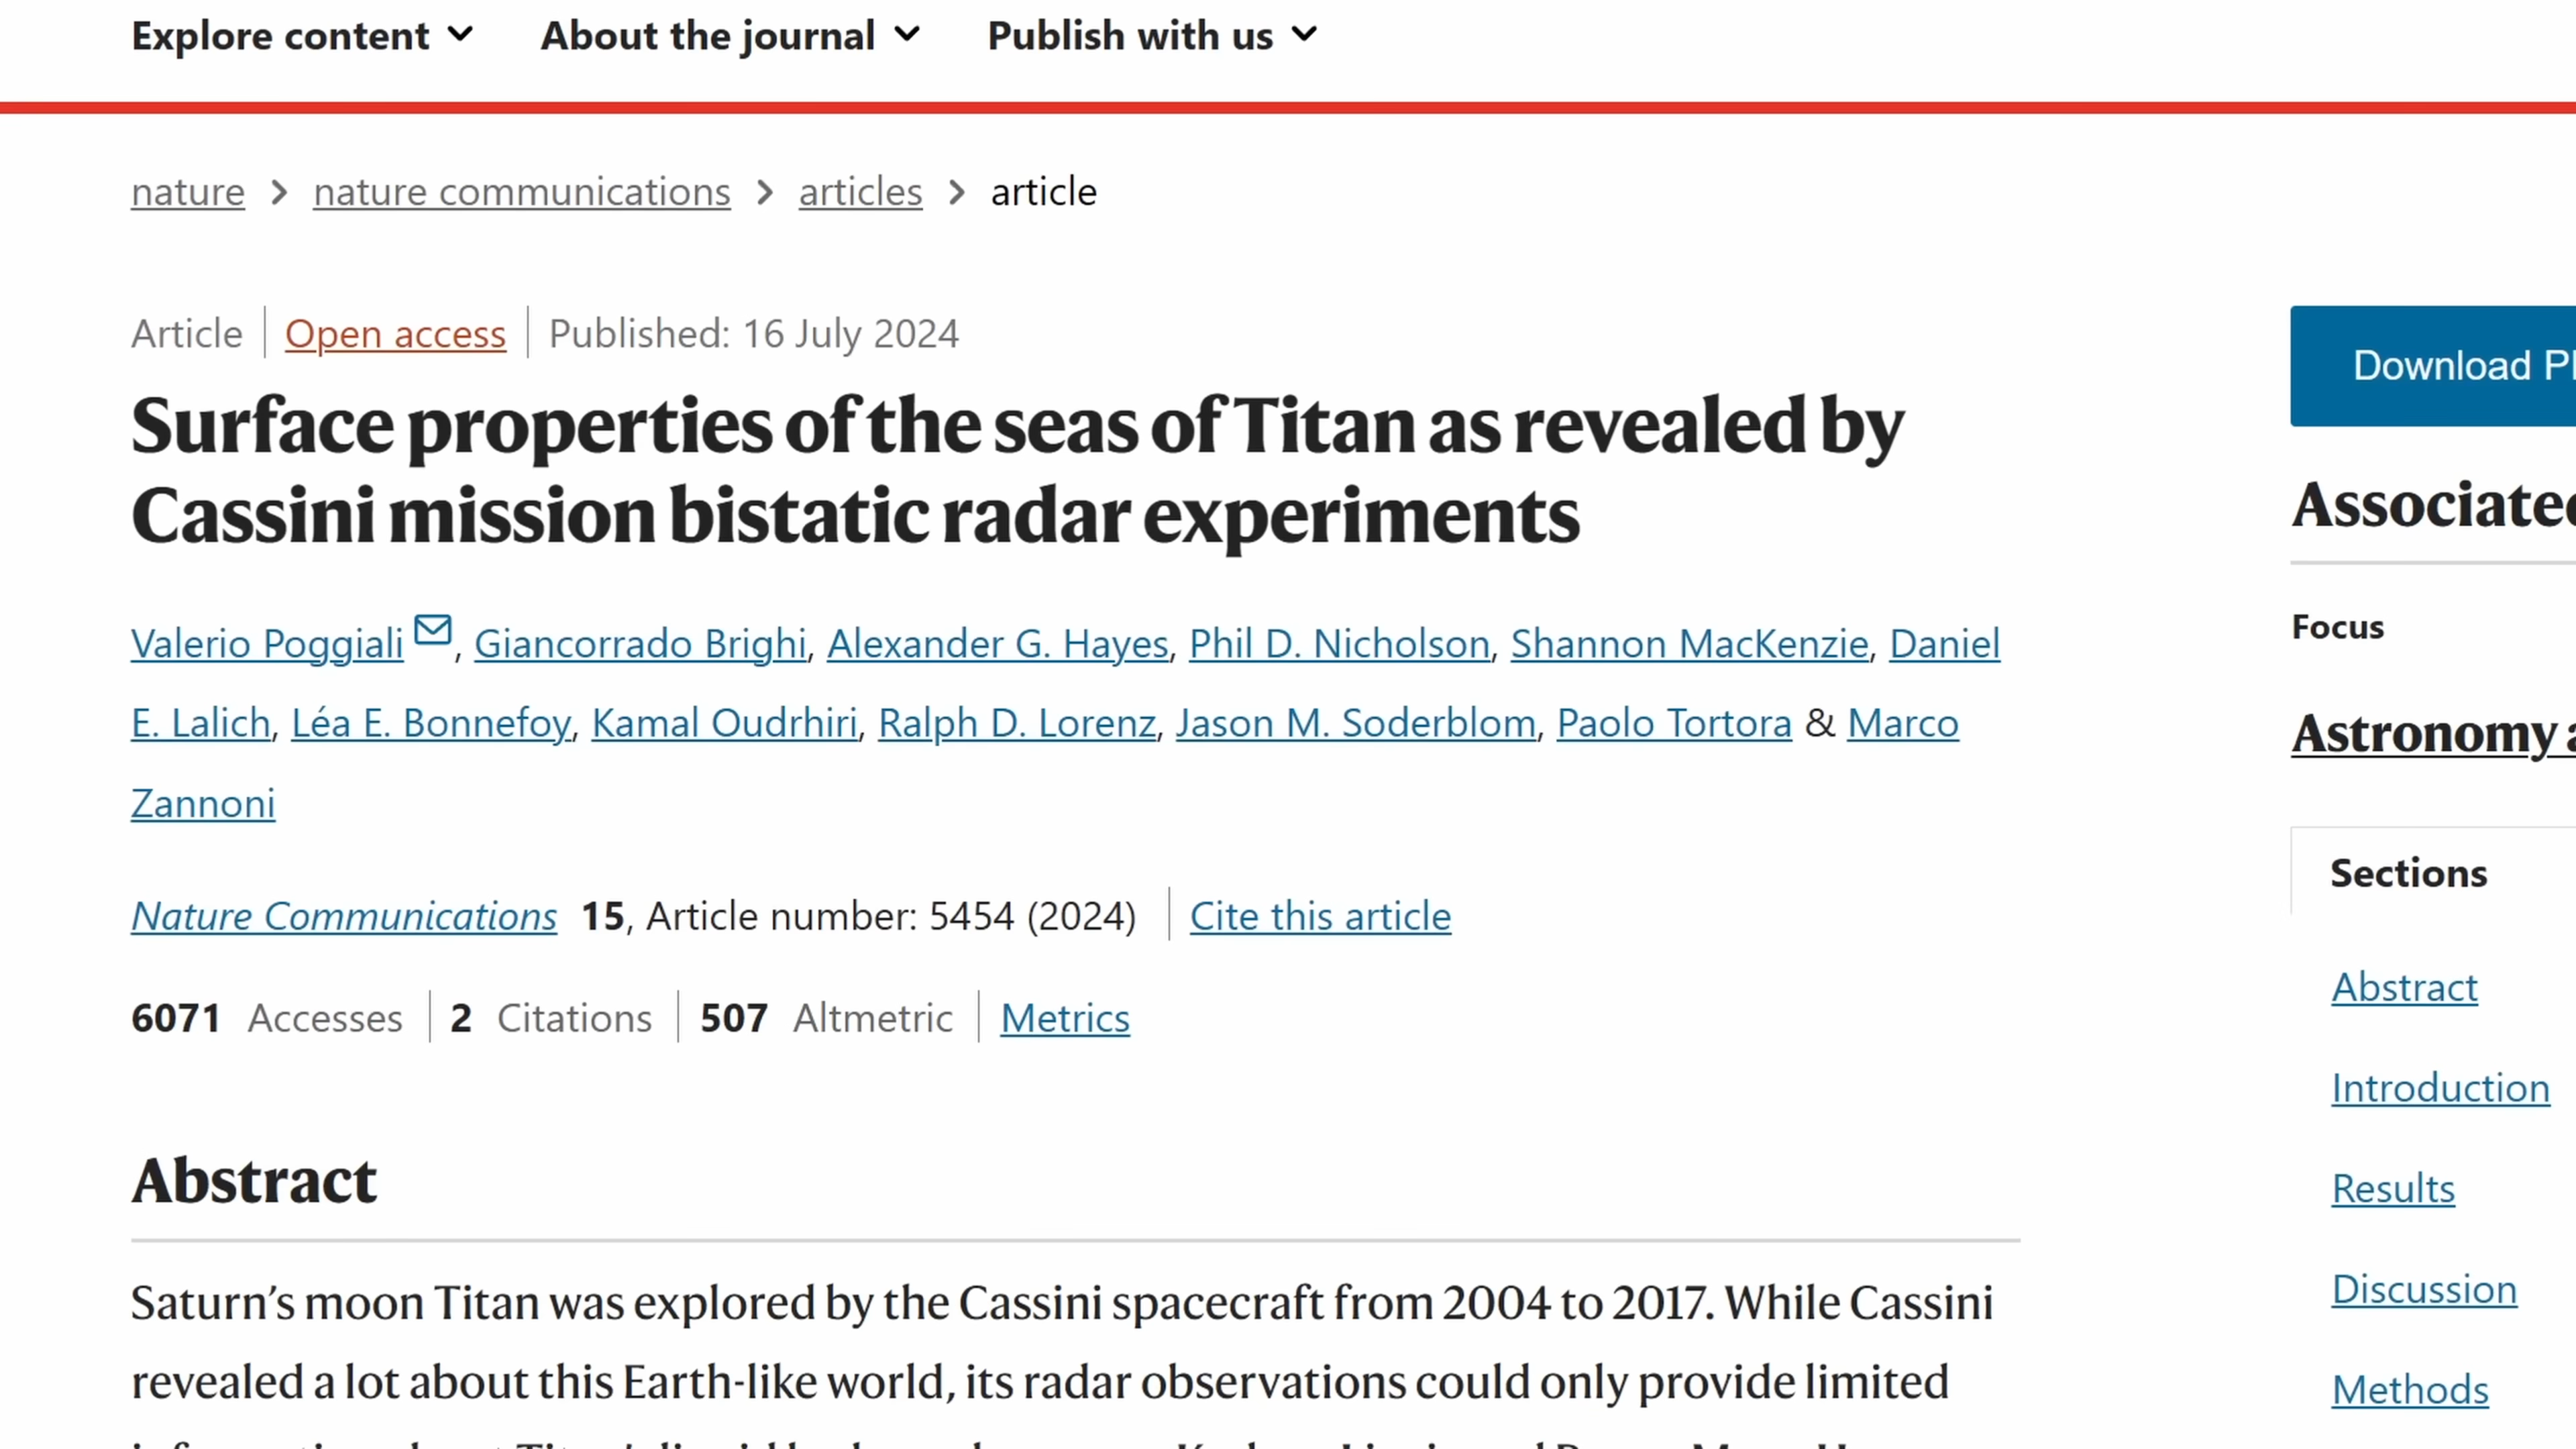 Explore content About the journal Publish with us
nature > nature communications > articles > article
Article Open access Published: 16 July 2024
Download
Surface properties of the seas of Titan as revealed by
Cassini mission bistatic radar experiments
Valerio Poggiali, Giancorrado Brighi, Alexander G. Hayes, Phil D. Nicholson, Shannon MacKenzie, Daniel
E. Lalich, Léa E. Bonnefoy, Kamal Oudrhiri, Ralph D. Lorenz, Jason M. Soderblom, Paolo Tortora & Marco
Zannoni
Nature Communications 15, Article number: 5454 (2024) Cite this article
6071 Accesses 2 Citations 507 Altmetric Metrics
Abstract
Saturn’s moon Titan was explored by the Cassini spacecraft from 2004 to 2017. While Cassini
revealed a lot about this Earth-like world, its radar observations could only provide limited
Focus
Astronomy
Sections
Abstract
Introduction
Results
Discussion
Methods